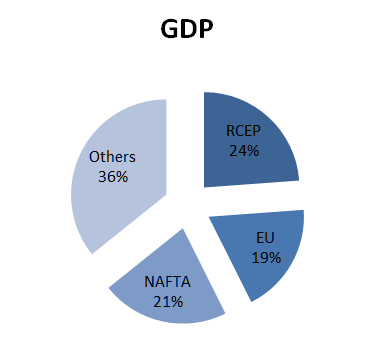 GDP
RCEP
24%
EU
19%
NAFTA
21%
Others
36%